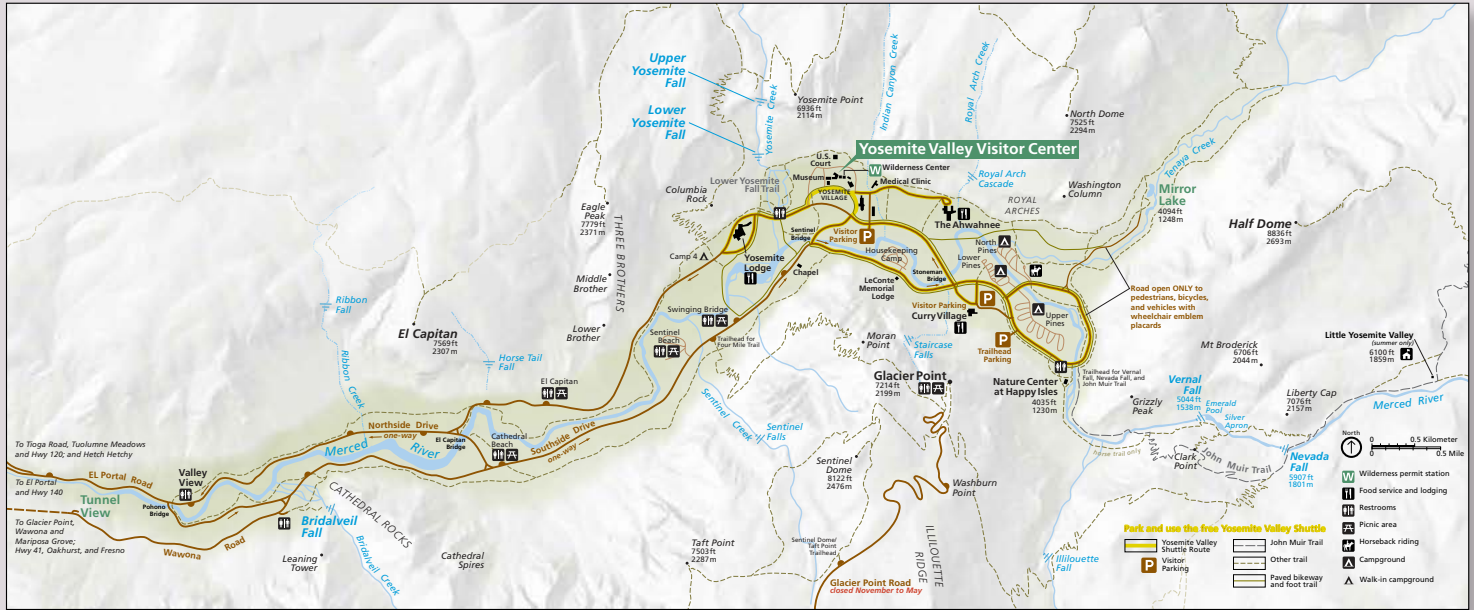 Upper
Yosemite
Fall
Lower
Yosemite
Fall
Yosemite Creek
Yosemite Point
6936 ft
2114 m
Indian Canyon Creek
Royal Arch Creek
North Dome
7525 ft
2294 m
Yosemite Valley Visitor Center
U.S.
Court
Museum
W
Wilderness Center
Medical Clinic
YOSEMITE
VILLAGE
Lower Yosemite
Fall Trail
Columbia
Rock
Royal Arch
Cascade
ROYAL
ARCHES
Washington
Column
Tenaya Creek
Mirror
Lake
4094 ft
1248 m
Half Dome
8836 ft
2693 m
Eagle
Peak
7779 ft
2371 m
THREE BROTHERS
Middle
Brother
Lower
Brother
Camp 4
Yosemite
Lodge
Sentinel
Bridge
Chapel
Visitor
Parking
P
The Ahwahnee
Housekeeping
Camp
LeConte
Memorial
Lodge
Stoneman
Bridge
North
Pines
Lower
Pines
Upper
Pines
Visitor Parking
P
Curry Village
P
Trailhead
Parking
Road open ONLY to
pedestrians, bicycles,
and vehicles with
wheelchair emblem
placards
Ribbon
Fall
Ribbon Creek
El Capitan
7569 ft
2307 m
Horse Tail
Fall
El Capitan
Swinging Bridge
Sentinel
Beach
Trailhead for
Four Mile Trail
Moran
Point
Staircase
Falls
Glacier Point
7214 ft
2199 m
Nature Center
at Happy Isles
4035 ft
1230 m
Trailhead for Vernal
Fall, Nevada Fall, and
John Muir Trail
Grizzly
Peak
Mt Broderick
6706 ft
2044 m
Little Yosemite Valley
(summer only)
6100 ft
1859 m
Vernal
Fall
5044 ft
1538 m
Emerald
Pool
Silver
Apron
Liberty Cap
7076 ft
2157 m
Merced River
horse trail only
Clark
Point
John Muir Trail
Nevada
Fall
5907 ft
1801 m
Northside Drive
one-way
Merced River
El Capitan
Bridge
Cathedral
Beach
Southside Drive
one-way
Sentinel Creek
Sentinel
Falls
Sentinel
Dome
8122 ft
2476 m
Washburn
Point
To Tioga Road, Tuolumne Meadows
and Hwy 120; and Hetch Hetchy
EL Portal Road
To El Portal
and Hwy 140
Tunnel
View
Valley
View
Pohono
Bridge
To Glacier Point,
Wawona and
Mariposa Grove;
Hwy 41, Oakhurst, and Fresno
Wawona Road
Bridalveil
Fall
CATHEDRAL ROCKS
Bridalveil Creek
Leaning
Tower
Cathedral
Spires
Taft Point
7503 ft
2287 m
Sentinel Dome/
Taft Point
Trailhead
Glacier Point Road
closed November to May
ILLILOUETTE
RIDGE
Illilouette
Fall
North
0 0.5 Kilometer
0 0.5 Mile
W Wilderness permit station
Food service and lodging
Restrooms
Picnic area
Horseback riding
Campground
Walk-in campground
Park and use the free Yosemite Valley Shuttle
Yosemite Valley
Shuttle Route
P Visitor
Parking
John Muir Trail
Other trail
Paved bikeway
and foot trail